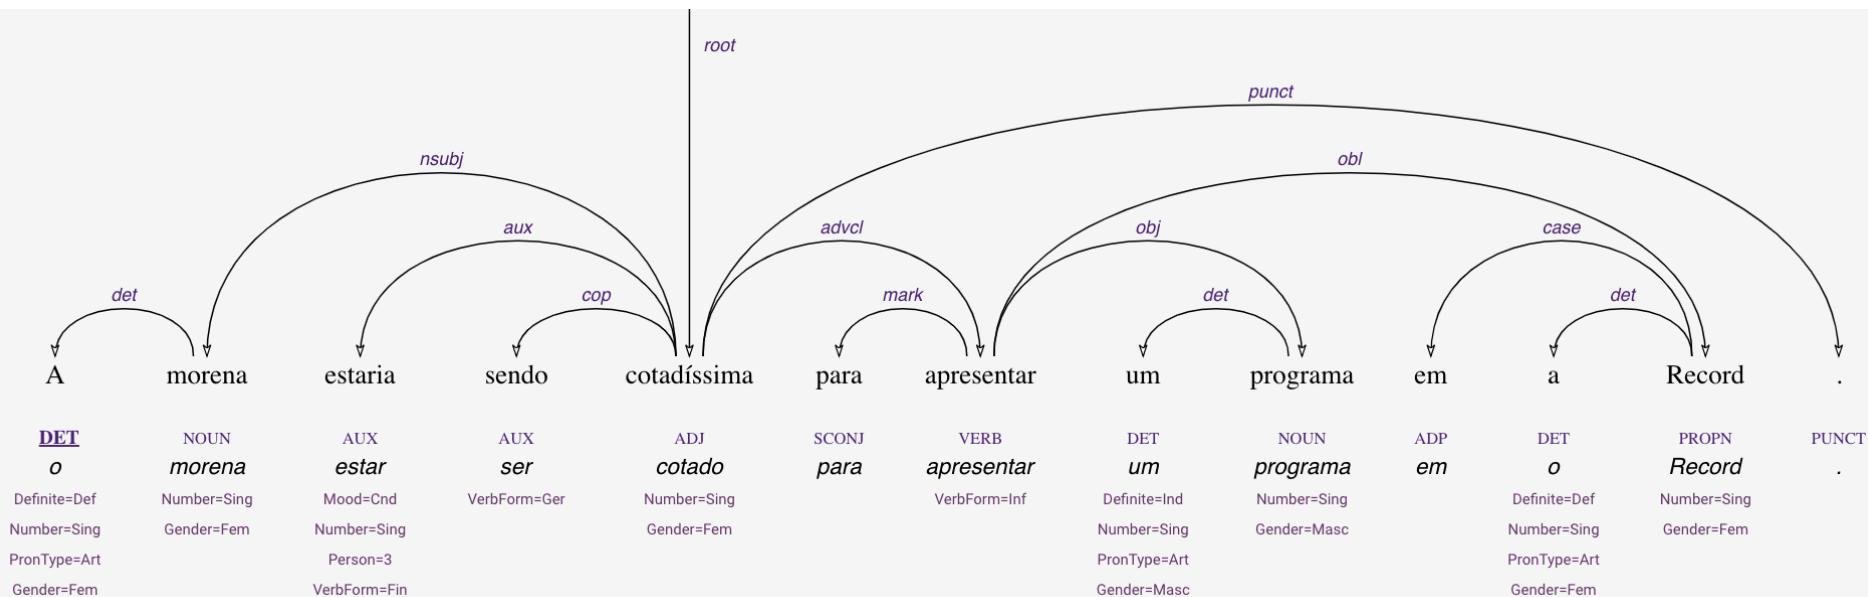 root
punct
nsubj obl
aux advcl obj case
det cop mark det det
A morena estaria sendo cotadíssima para apresentar um programa em a Record .
DET NOUN AUX AUX ADJ SCONJ VERB DET NOUN ADP DET PROPN PUNCT
o morena estar ser cotado para apresentar um programa em o Record .
Definite=Def Number=Sing Mood=Cnd VerbForm=Ger Number=Sing VerbForm=Inf Definite=Ind Number=Sing Definite=Def Number=Sing
Number=Sing Gender=Fem Number=Sing Gender=Fem Number=Sing Gender=Masc Number=Sing Gender=Fem
PronType=Art Person=3 PronType=Art PronType=Art
Gender=Fem VerbForm=Fin Gender=Masc Gender=Fem